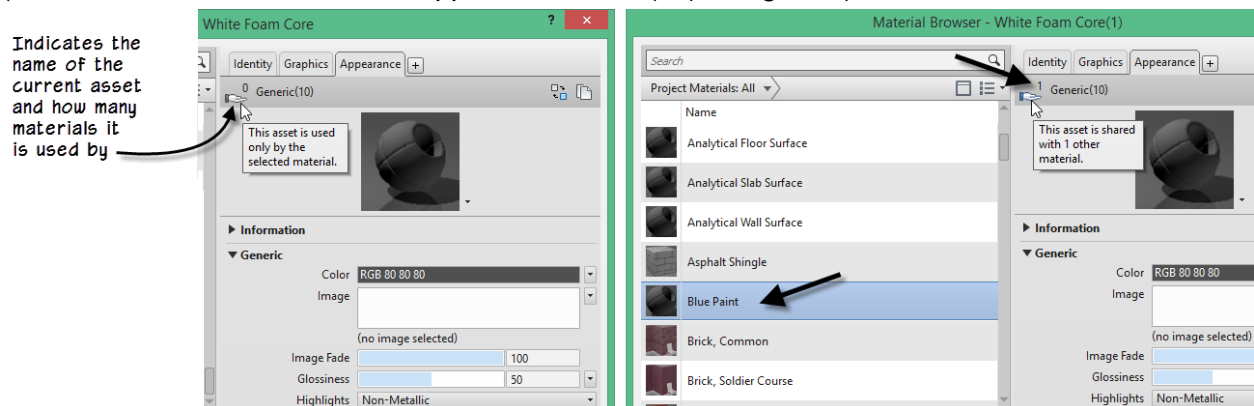 White Foam Core
?
×
Indicates the
name of the
current asset
and how many
materials it
is used by
Identity Graphics Appearance +
0 Generic(10)
This asset is used
only by the
selected material.
Information
Generic
Color RGB 80 80 80
Image
(no image selected)
Image Fade 100
Glossiness 50
Highlights Non-Metallic
Material Browser - White Foam Core(1)
Search
Project Materials: All
Name
Analytical Floor Surface
Analytical Slab Surface
Analytical Wall Surface
Asphalt Shingle
Blue Paint
Brick, Common
Brick, Soldier Course
Identity Graphics Appearance +
1 Generic(10)
This asset is shared
with 1 other
material.
Information
Generic
Color RGB 80 80 80
Image
(no image selected)
Image Fade
Glossiness
Highlights Non-Metallic